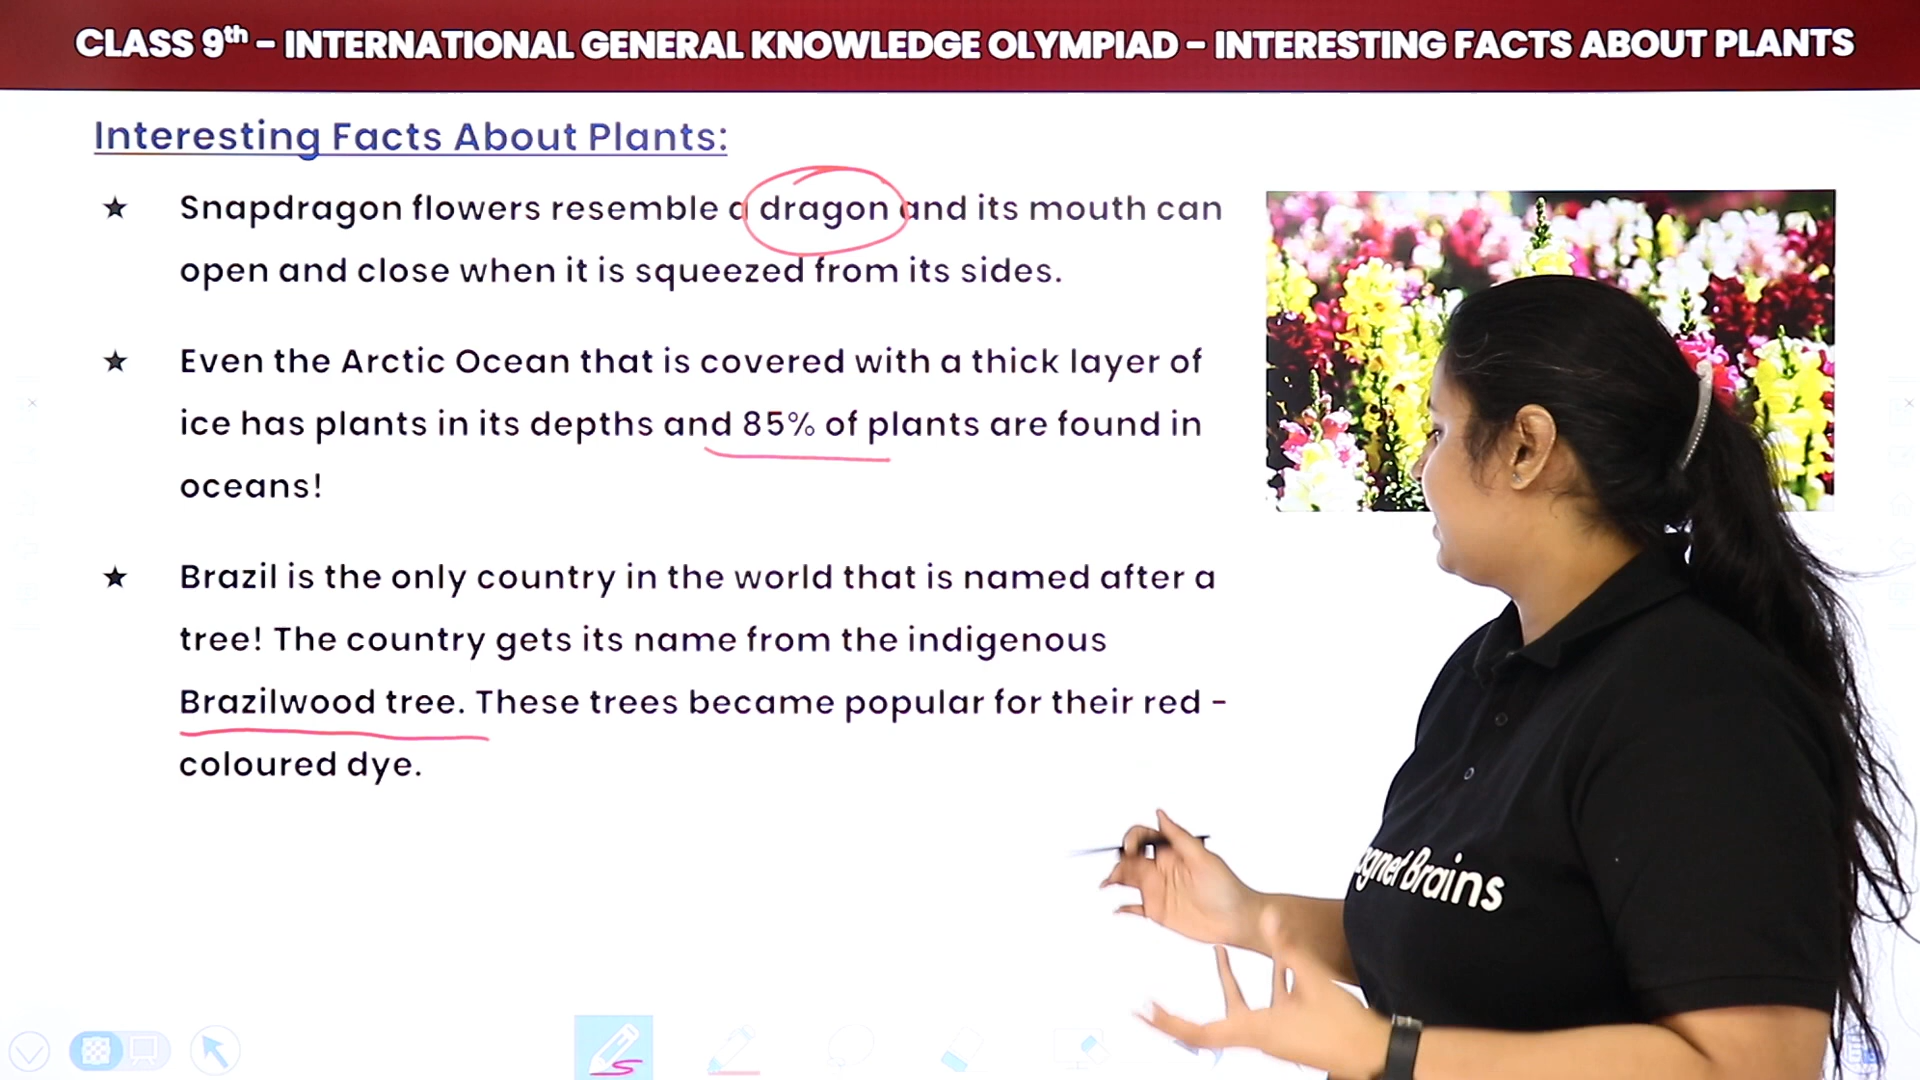 CLASS 9th - INTERNATIONAL GENERAL KNOWLEDGE OLYMPIAD - INTERESTING FACTS ABOUT PLANTS
Interesting Facts About Plants:
★ Snapdragon flowers resemble a dragon and its mouth can
open and close when it is squeezed from its sides.
★ Even the Arctic Ocean that is covered with a thick layer of
ice has plants in its depths and 85% of plants are found in
oceans!
★ Brazil is the only country in the world that is named after a
tree! The country gets its name from the indigenous
Brazilwood tree. These trees became popular for their red -
coloured dye.
agnet Brains